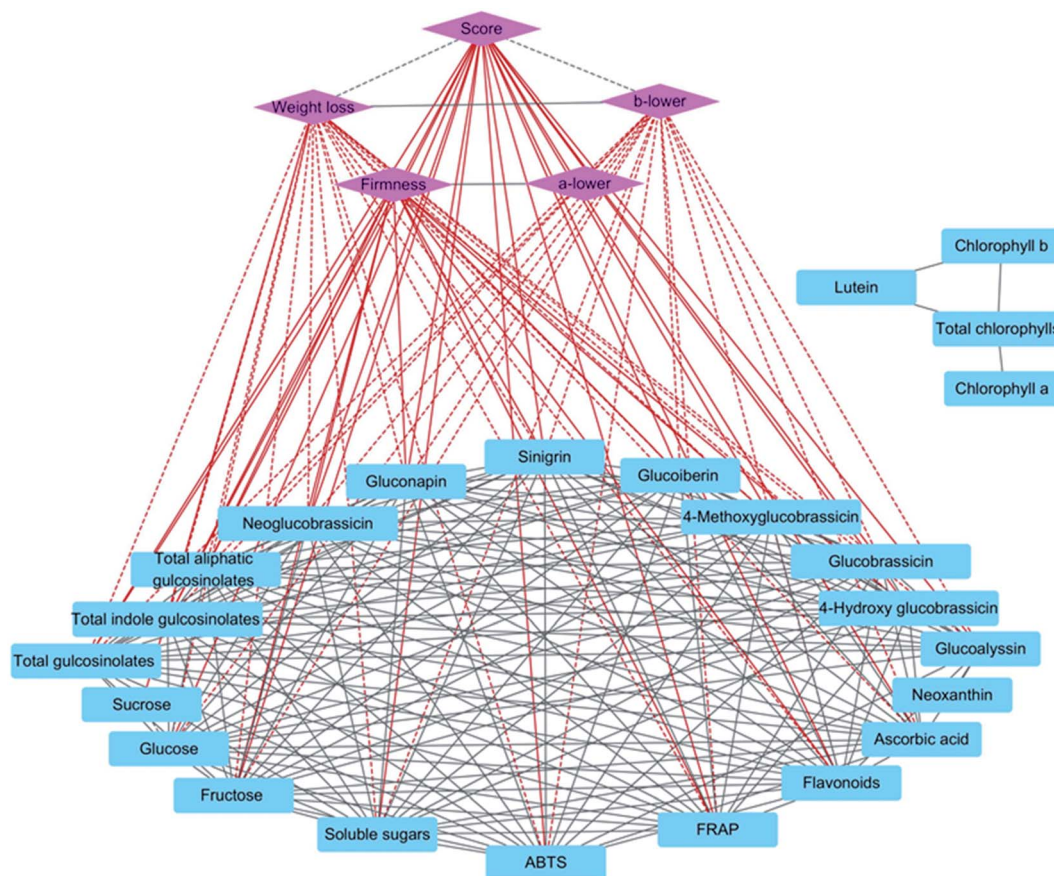 Score
Weight loss
b-lower
Firmness
a-lower
Chlorophyll b
Lutein
Total chlorophylls
Chlorophyll a
Sinigrin
Gluconapin
Glucoiberin
Neoglucobrassicin
4-Methoxyglucobrassicin
Total aliphatic
gulcosinolates
Glucobrassicin
Total indole gulcosinolates
4-Hydroxy glucobrassicin
Total gulcosinolates
Glucoalyssin
Sucrose
Neoxanthin
Glucose
Ascorbic acid
Fructose
Flavonoids
Soluble sugars
FRAP
ABTS